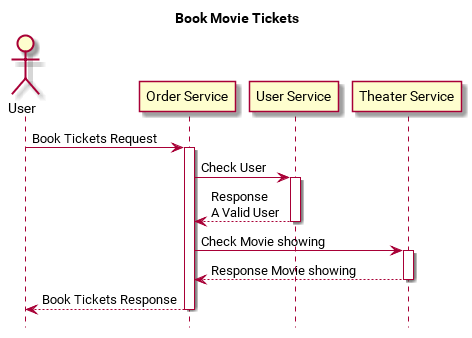 Book Movie Tickets
User
Order Service
User Service
Theater Service
Book Tickets Request
Check User
Response
A Valid User
Check Movie showing
Response Movie showing
Book Tickets Response